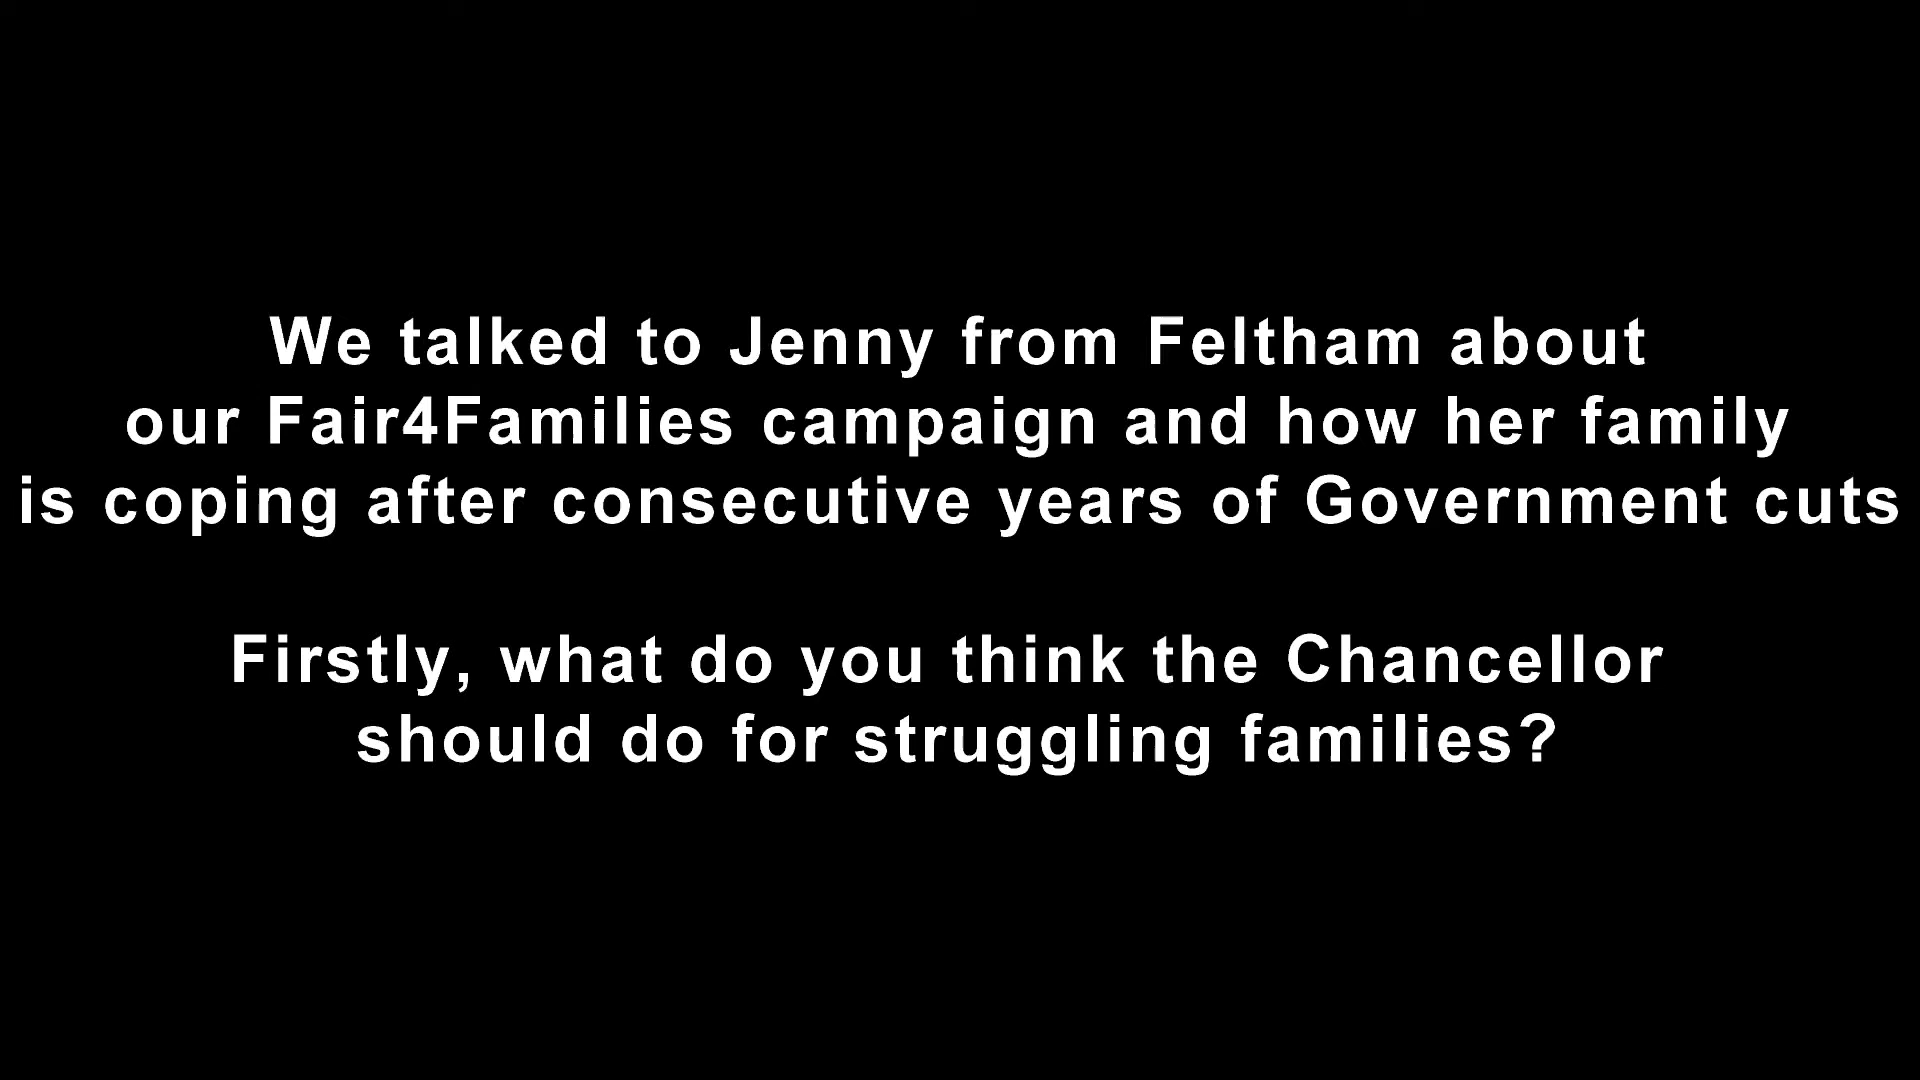 We talked to Jenny from Feltham about
our Fair4Families campaign and how her family
is coping after consecutive years of Government cuts
Firstly, what do you think the Chancellor
should do for struggling families?